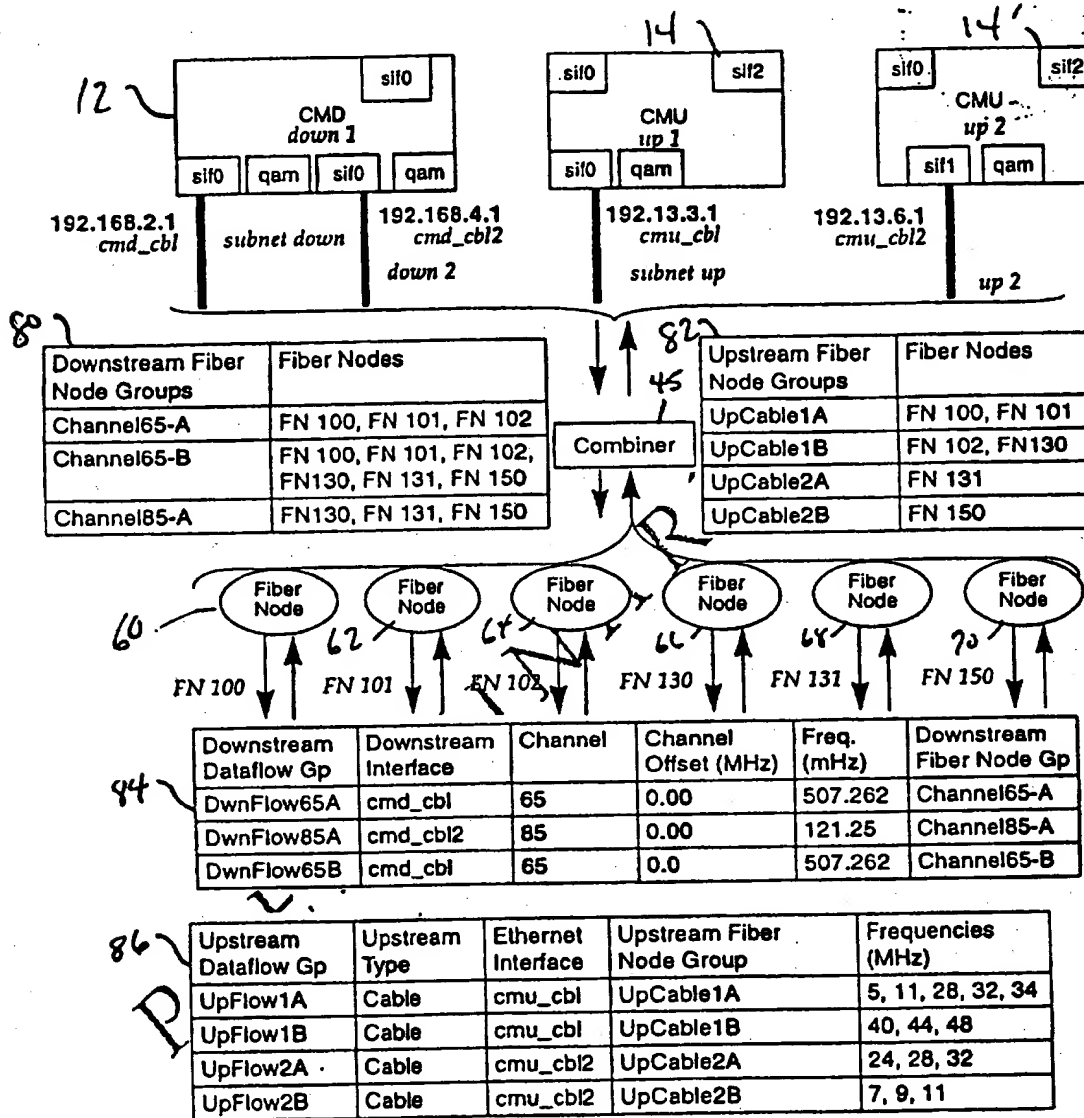 14
14'
12
sif0
sif0
sif2
sif0
sif2
CMD
down 1
CMU
up 1
CMU
up 2
sif0 qam sif0 qam
sif0 qam
sif1 qam
192.168.2.1
cmd_cbl
subnet down
192.168.4.1
cmd_cbl2
down 2
192.13.3.1
cmu_cbl
subnet up
192.13.6.1
cmu_cbl2
up 2
80
Downstream Fiber Node Groups Fiber Nodes
Channel65-A FN 100, FN 101, FN 102
Channel65-B FN 100, FN 101, FN 102,
FN130, FN 131, FN 150
Channel85-A FN130, FN 131, FN 150
45
Combiner
82
Upstream Fiber Node Groups Fiber Nodes
UpCable1A FN 100, FN 101
UpCable1B FN 102, FN130
UpCable2A FN 131
UpCable2B FN 150
Fiber Node
Fiber Node
Fiber Node
Fiber Node
Fiber Node
Fiber Node
60
62
64
66
68
70
FN 100
FN 101
FN 102
FN 130
FN 131
FN 150
84
Downstream Dataflow Gp Downstream Interface Channel Channel Offset (MHz) Freq. (mHz) Downstream Fiber Node Gp
DwnFlow65A cmd_cbl 65 0.00 507.262 Channel65-A
DwnFlow85A cmd_cbl2 85 0.00 121.25 Channel85-A
DwnFlow65B cmd_cbl 65 0.0 507.262 Channel65-B
86
Upstream Dataflow Gp Upstream Type Ethernet Interface Upstream Fiber Node Group Frequencies (MHz)
UpFlow1A Cable cmu_cbl UpCable1A 5, 11, 28, 32, 34
UpFlow1B Cable cmu_cbl UpCable1B 40, 44, 48
UpFlow2A Cable cmu_cbl2 UpCable2A 24, 28, 32
UpFlow2B Cable cmu_cbl2 UpCable2B 7, 9, 11